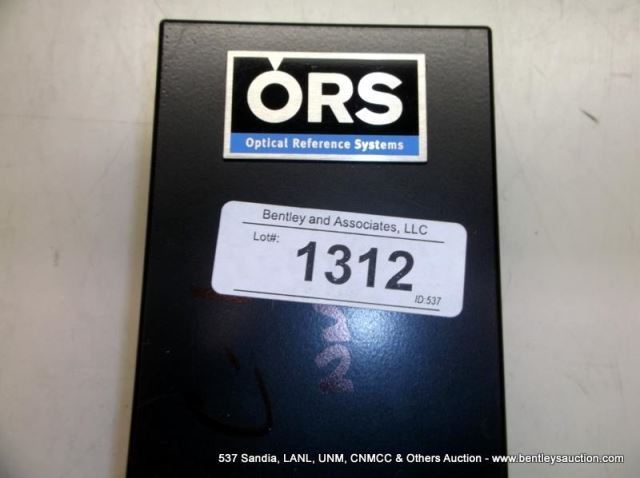 ORS
Optical Reference Systems
Bentley and Associates, LLC
Lot#:
1312
ID:537
537 Sandia, LANL, UNM, CNMCC & Others Auction - www.bentleysauction.com